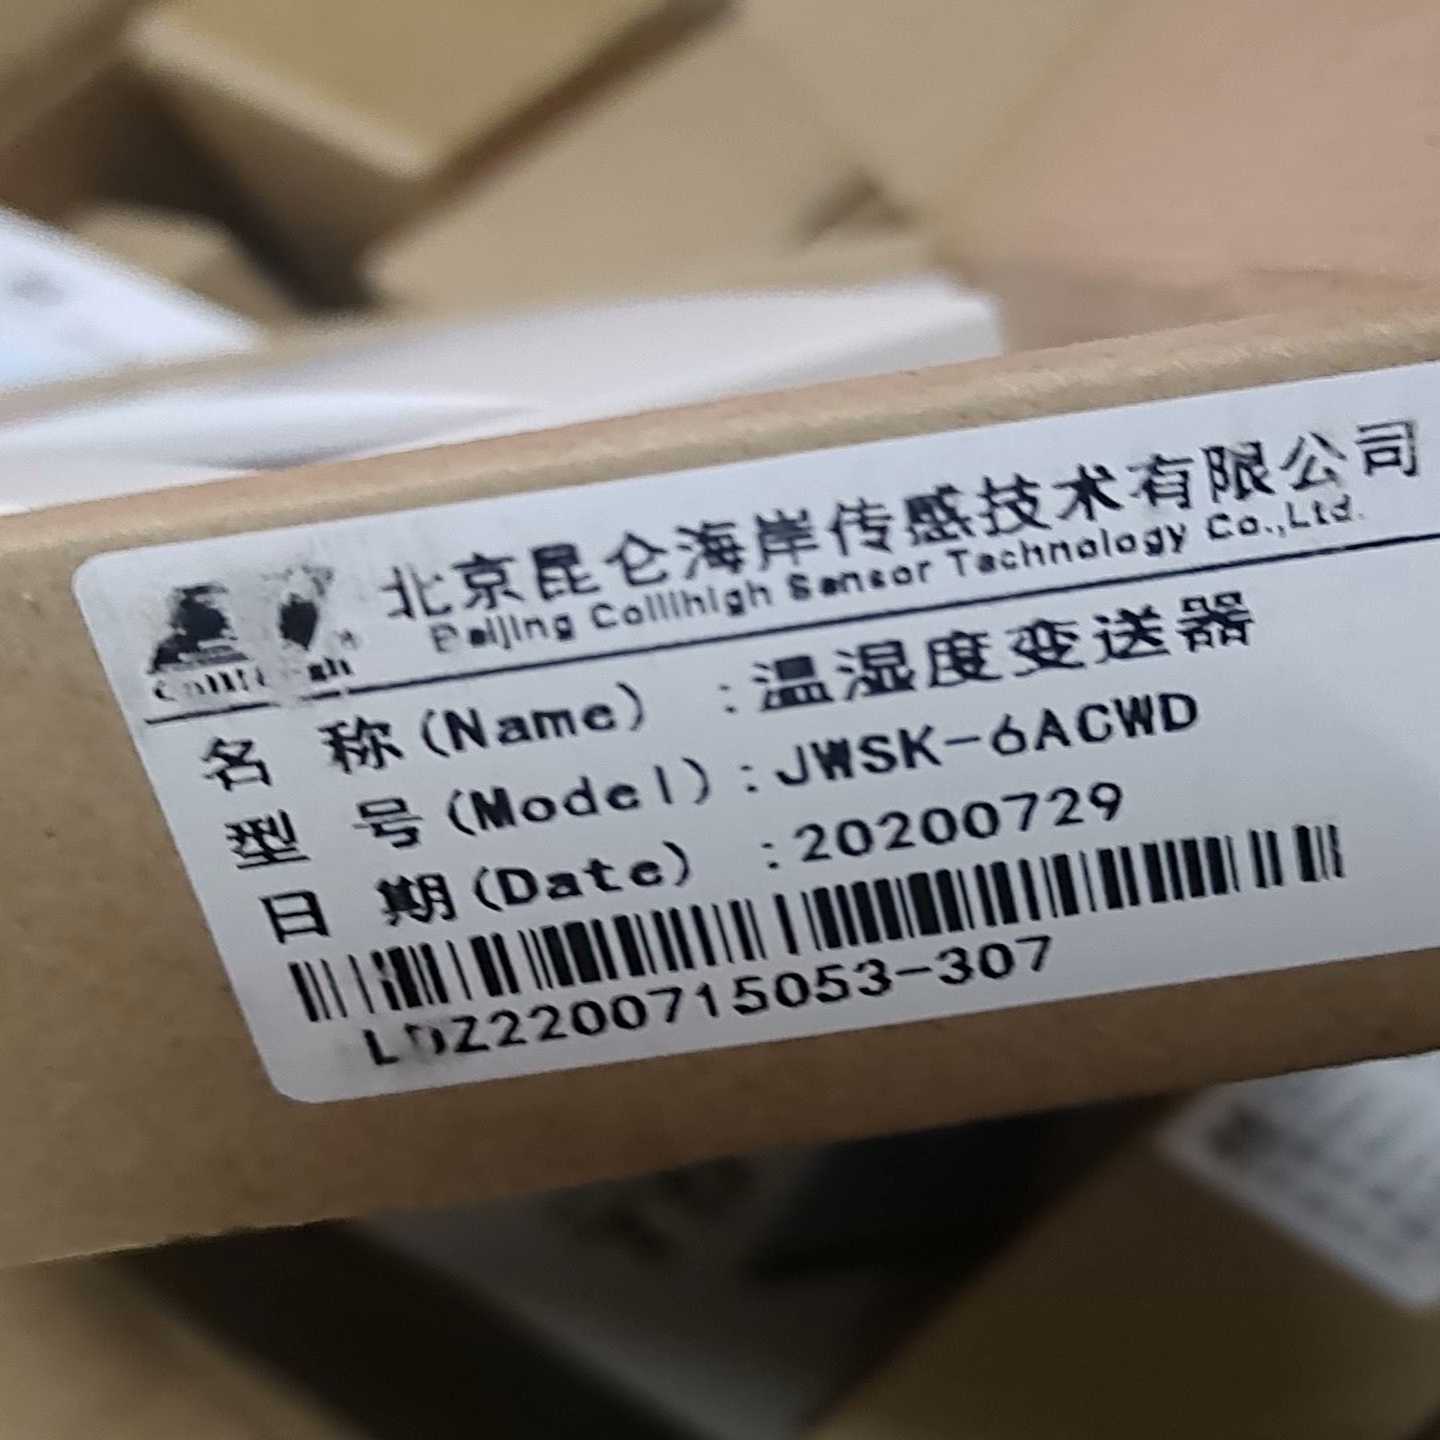 北京昆仑海岸传感技术有限公司
Beijing Collihigh Sensor Technology Co.,Ltd.
Collihigh
名 称(Name) :温湿度变送器
型 号(Model):JWSK-6ACWD
日 期(Date) :20200729
LDZ2200715053-307